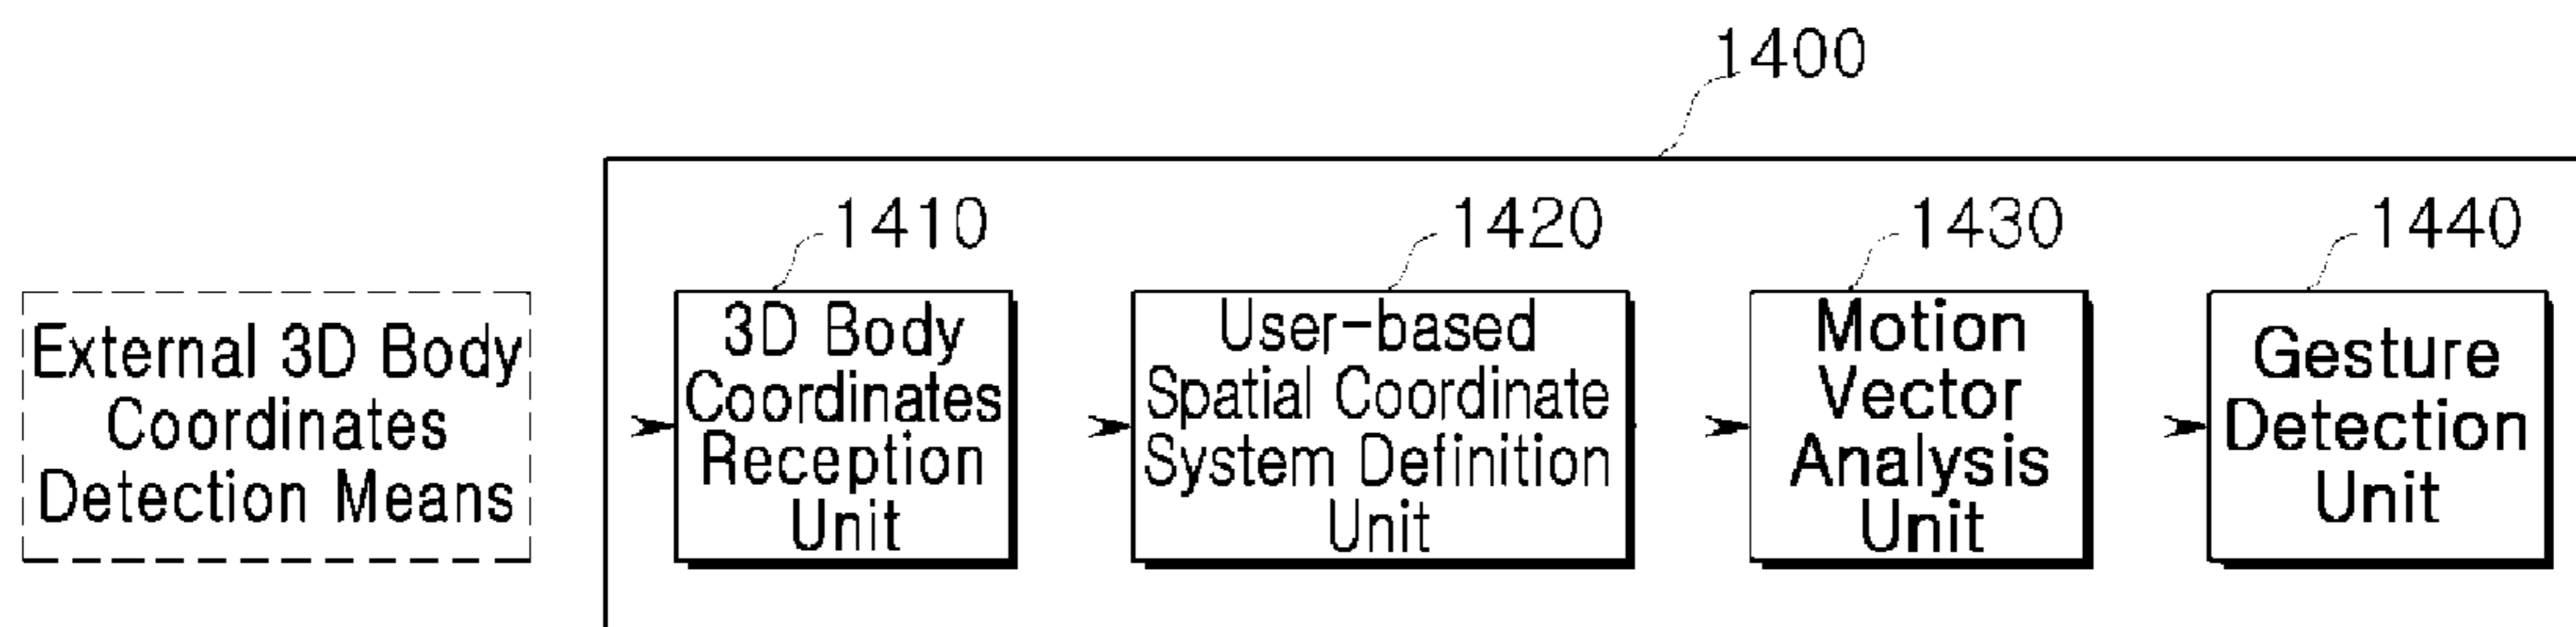 1400
1410
1420
1430
1440
External 3D Body
Coordinates
Detection Means
3D Body
Coordinates
Reception
Unit
User-based
Spatial Coordinate
System Definition
Unit
Motion
Vector
Analysis
Unit
Gesture
Detection
Unit